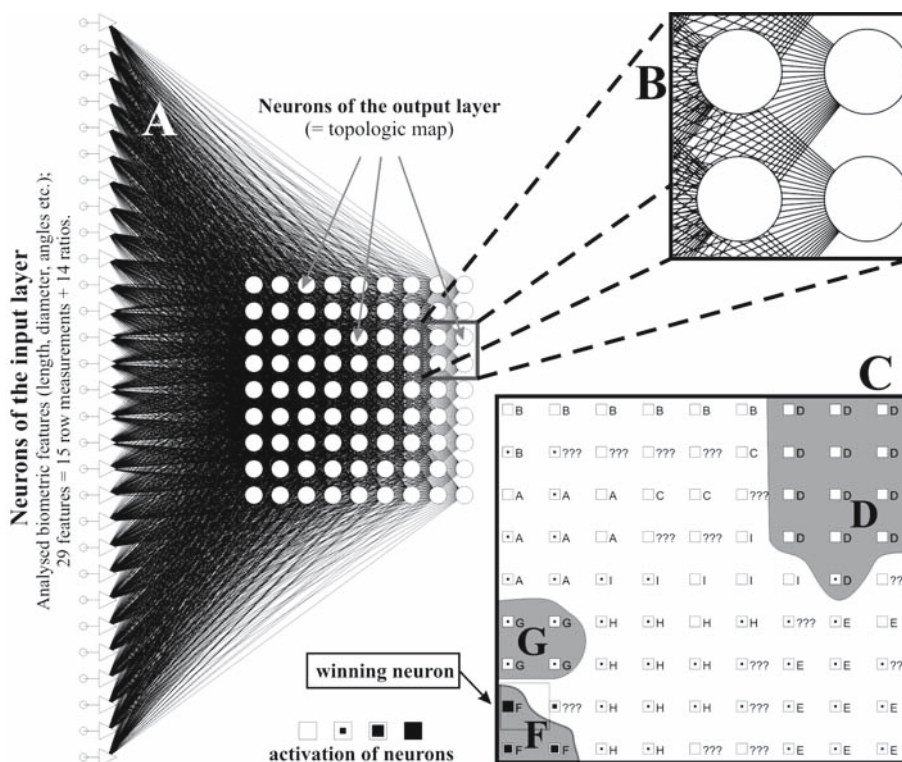 Neurons of the input layer
Analysed biometric features (length, diameter, angles etc.);
29 features = 15 row measurements + 14 ratios.
A
Neurons of the output layer
(= topologic map)
B
C
B B B B B B D D D
B ??? ??? ??? ??? C D D D
A A A C C ??? D D D
A A A ??? ??? I D D D
D
A A I I I I I D ??
G G H H H H ??? E E
G
G G H H H ??? E E ???
winning neuron
F ??? H H H ??? E E E
F
F F H H ??? ??? E E E
activation of neurons